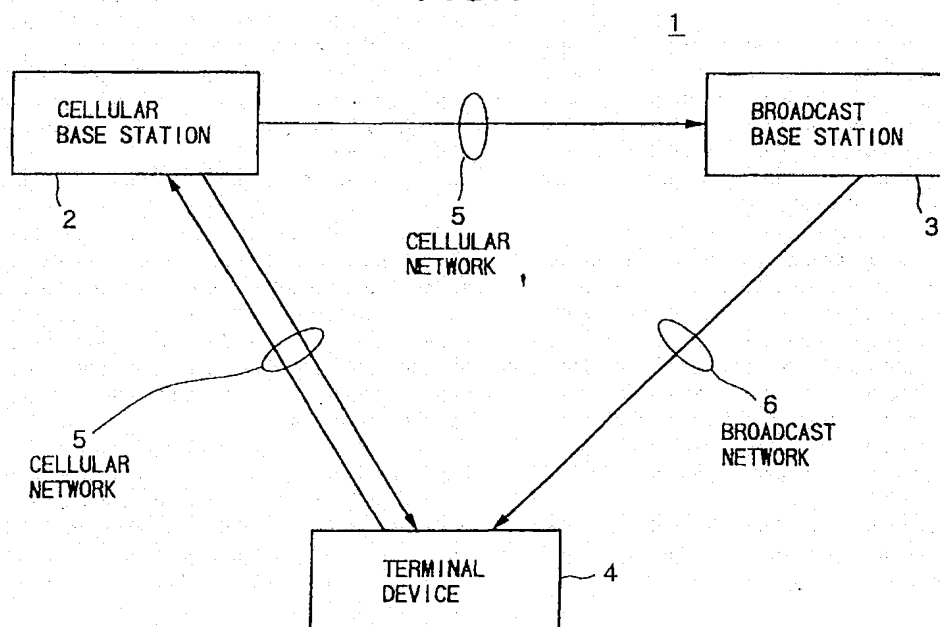 1
CELLULAR
BASE STATION
BROADCAST
BASE STATION
2
3
5
CELLULAR
NETWORK
5
CELLULAR
NETWORK
6
BROADCAST
NETWORK
TERMINAL
DEVICE
4